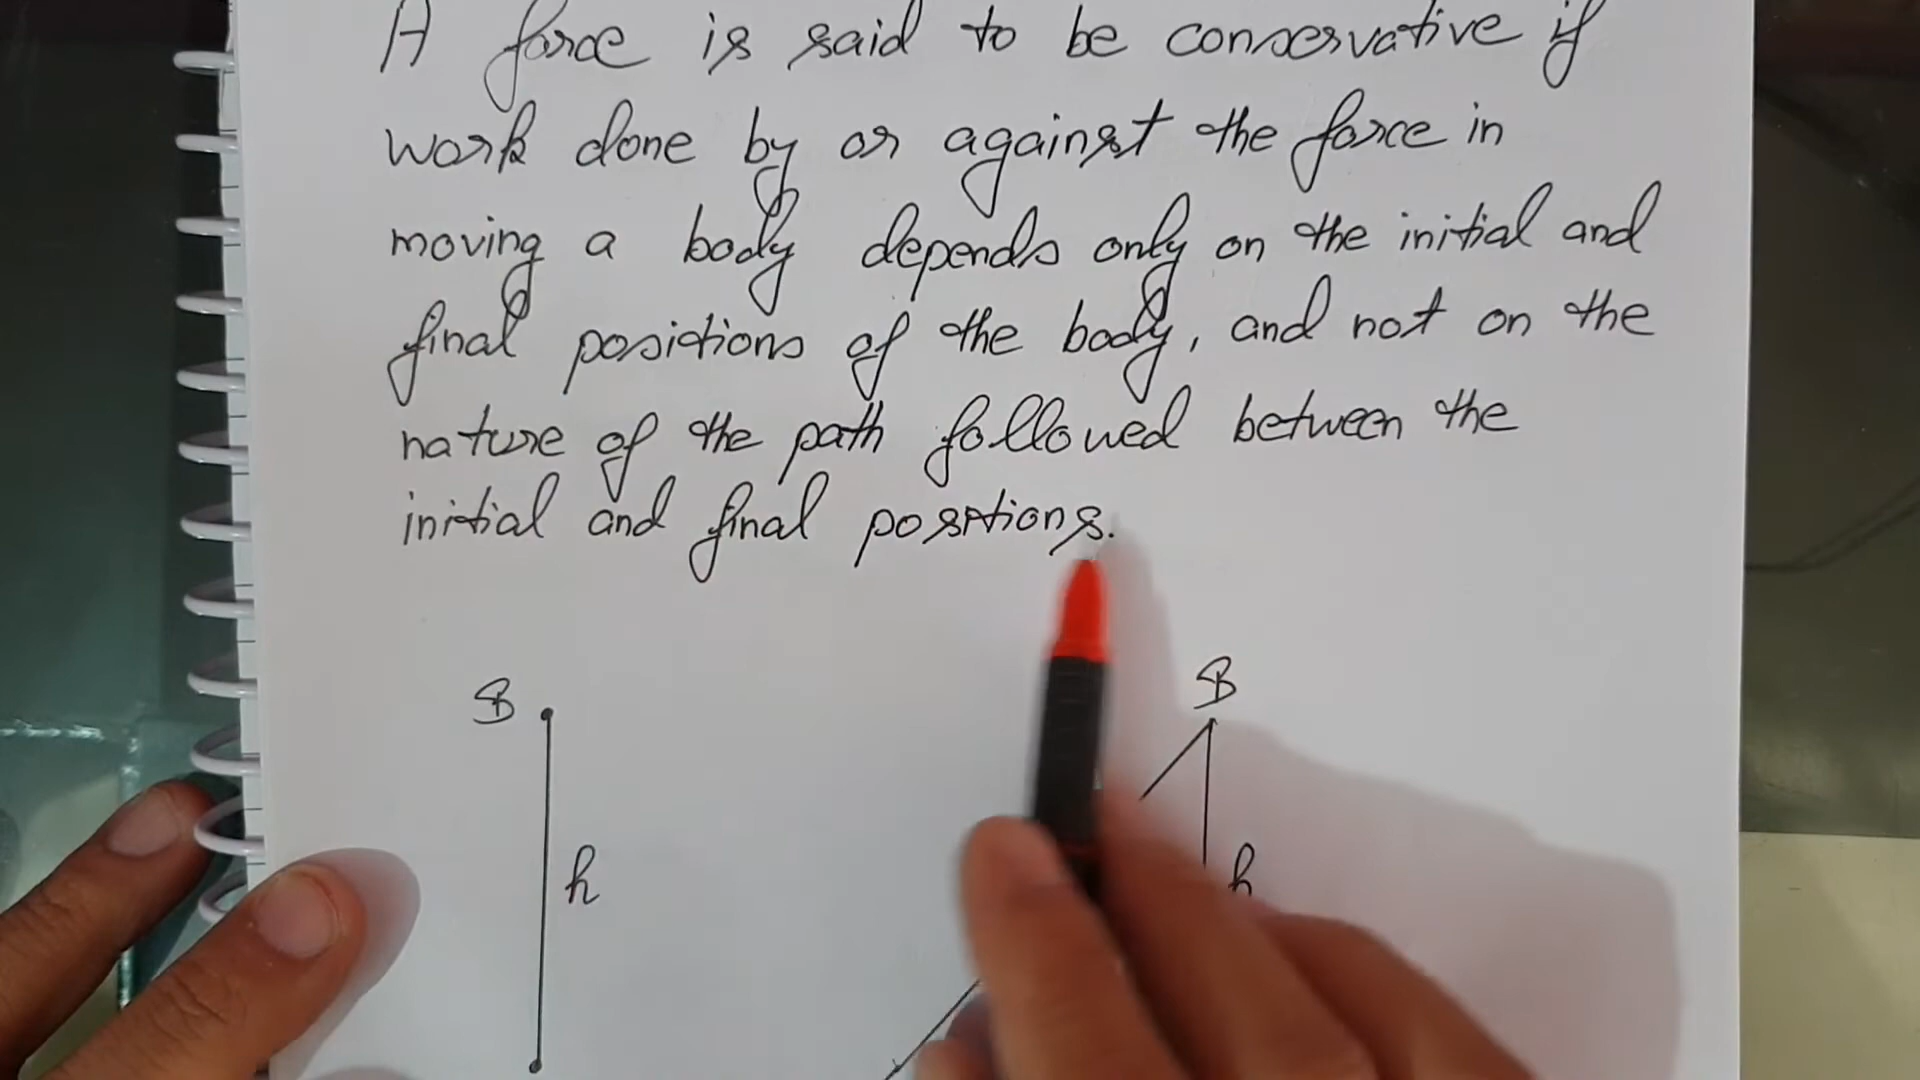 A force is said to be conservative if
work done by or against the force in
moving a body depends only on the initial and
final positions of the body, and not on the
nature of the path followed between the
initial and final positions.
B
B
h
h